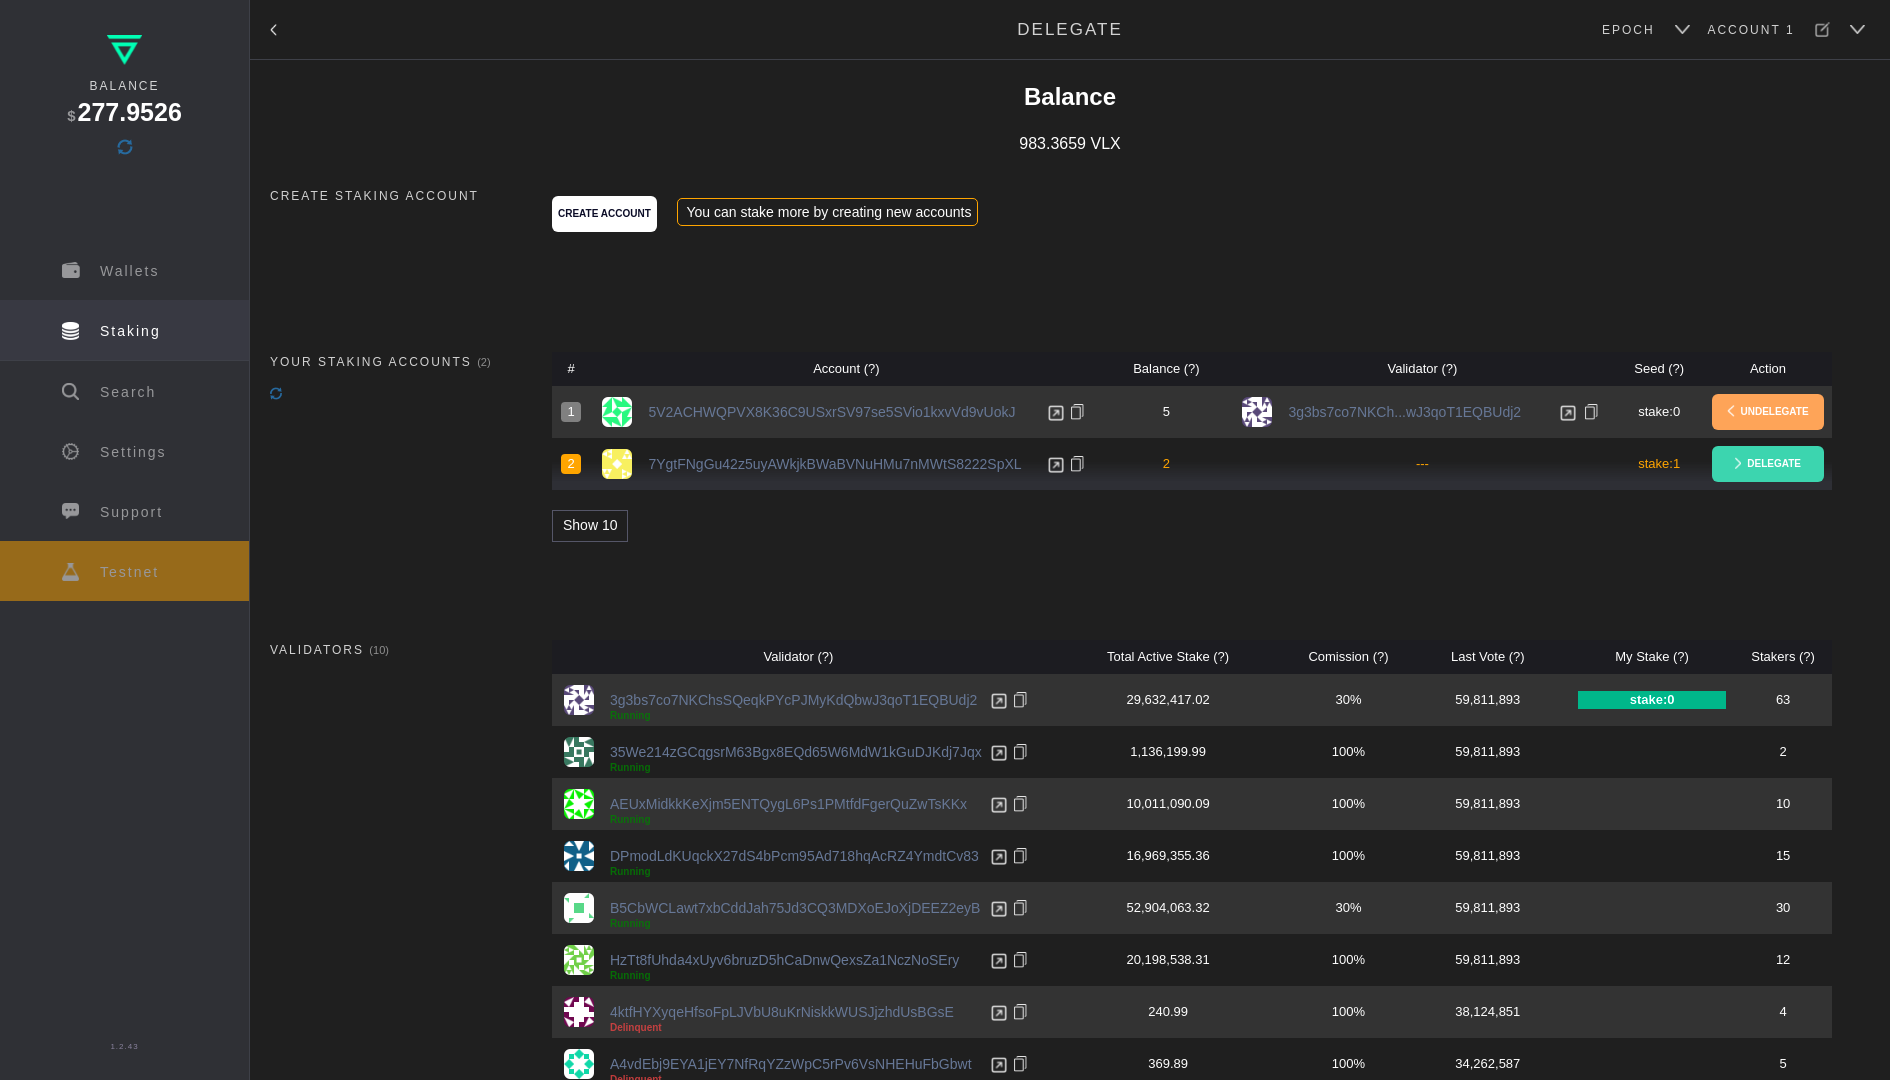 DELEGATE
EPOCH
ACCOUNT 1
BALANCE
$277.9526
Wallets
Staking
Search
Settings
Support
Testnet
1.2.43
Balance
983.3659 VLX
CREATE STAKING ACCOUNT
CREATE ACCOUNT
You can stake more by creating new accounts
YOUR STAKING ACCOUNTS (2)
# Account (?) Balance (?) Validator (?) Seed (?) Action
1 5V2ACHWQPVX8K36C9USxrSV97se5SVio1kxvVd9vUokJ 5 3g3bs7co7NKCh...wJ3qoT1EQBUdj2 stake:0 UNDELEGATE
2 7YgtFNgGu42z5uyAWkjkBWaBVNuHMu7nMWtS8222SpXL 2 --- stake:1 DELEGATE
Show 10
VALIDATORS (10)
Validator (?) Total Active Stake (?) Comission (?) Last Vote (?) My Stake (?) Stakers (?)
3g3bs7co7NKChsSQeqkPYcPJMyKdQbwJ3qoT1EQBUdj2 29,632,417.02 30% 59,811,893 stake:0 63
Running
35We214zGCqgsrM63Bgx8EQd65W6MdW1kGuDJKdj7Jqx 1,136,199.99 100% 59,811,893 2
Running
AEUxMidkkKeXjm5ENTQygL6Ps1PMtfdFgerQuZwTsKKx 10,011,090.09 100% 59,811,893 10
Running
DPmodLdKUqckX27dS4bPcm95Ad718hqAcRZ4YmdtCv83 16,969,355.36 100% 59,811,893 15
Running
B5CbWCLawt7xbCddJah75Jd3CQ3MDXoEJoXjDEEZ2eyB 52,904,063.32 30% 59,811,893 30
Running
HzTt8fUhda4xUyv6bruzD5hCaDnwQexsZa1NczNoSEry 20,198,538.31 100% 59,811,893 12
Running
4ktfHYXyqeHfsoFpLJVbU8uKrNiskkWUSJjzhdUsBGsE 240.99 100% 38,124,851 4
Delinquent
A4vdEbj9EYA1jEY7NfRqYZzWpC5rPv6VsNHEHuFbGbwt 369.89 100% 34,262,587 5
Delinquent